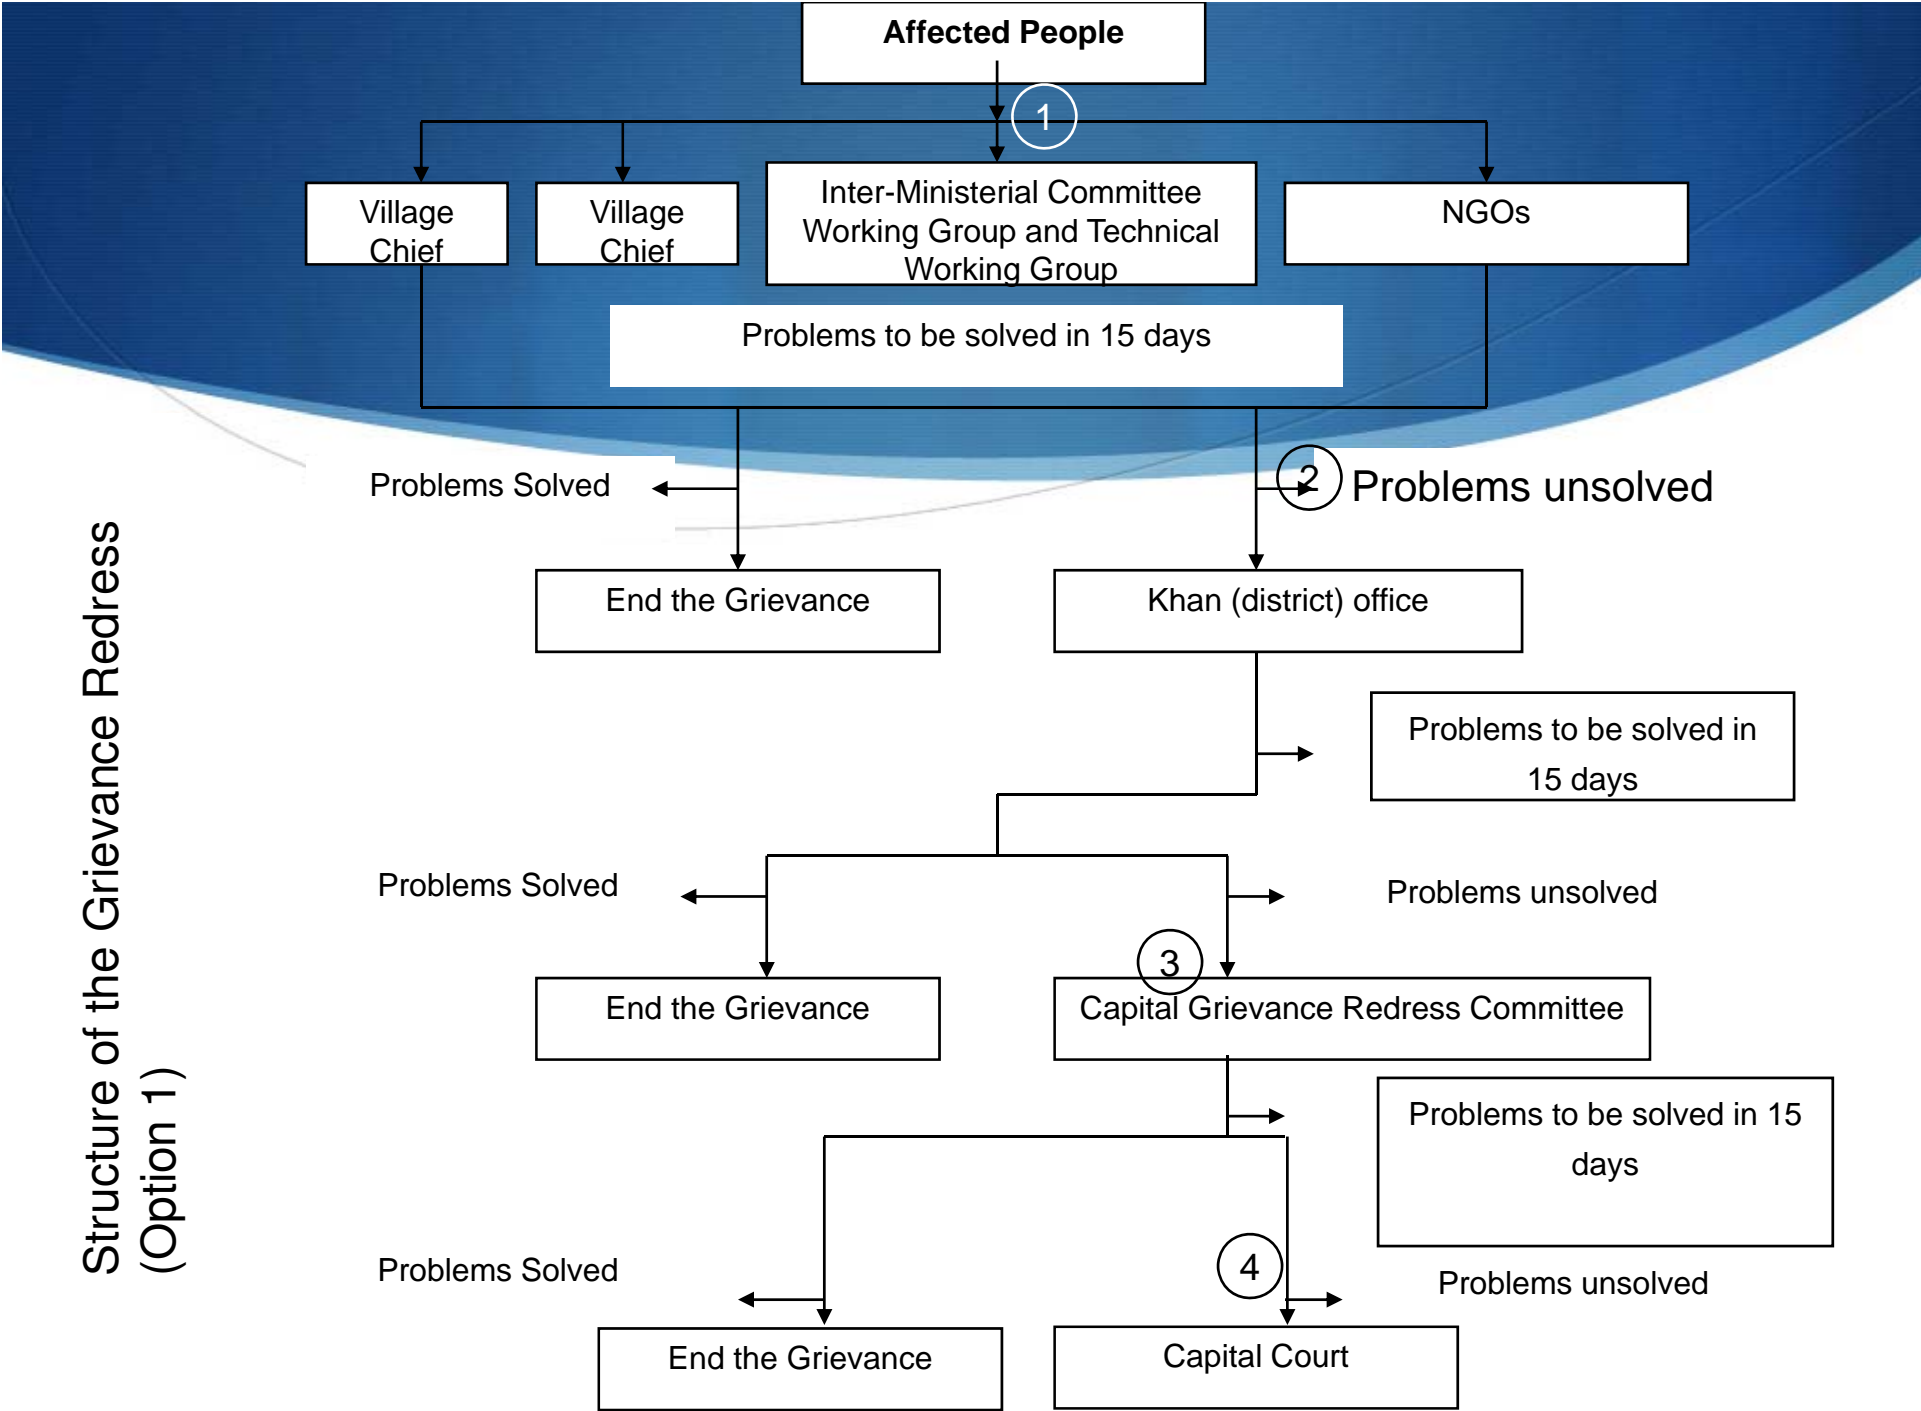 Affected People
1
Village
Chief
Village
Chief
Inter-Ministerial Committee
Working Group and Technical
Working Group
NGOs
Problems to be solved in 15 days
Problems Solved
2
Problems unsolved
End the Grievance
Khan (district) office
Problems to be solved in
15 days
Problems Solved
Problems unsolved
3
End the Grievance
Capital Grievance Redress Committee
Problems to be solved in 15
days
Problems Solved
4
Problems unsolved
End the Grievance
Capital Court
Structure of the Grievance Redress
(Option 1)